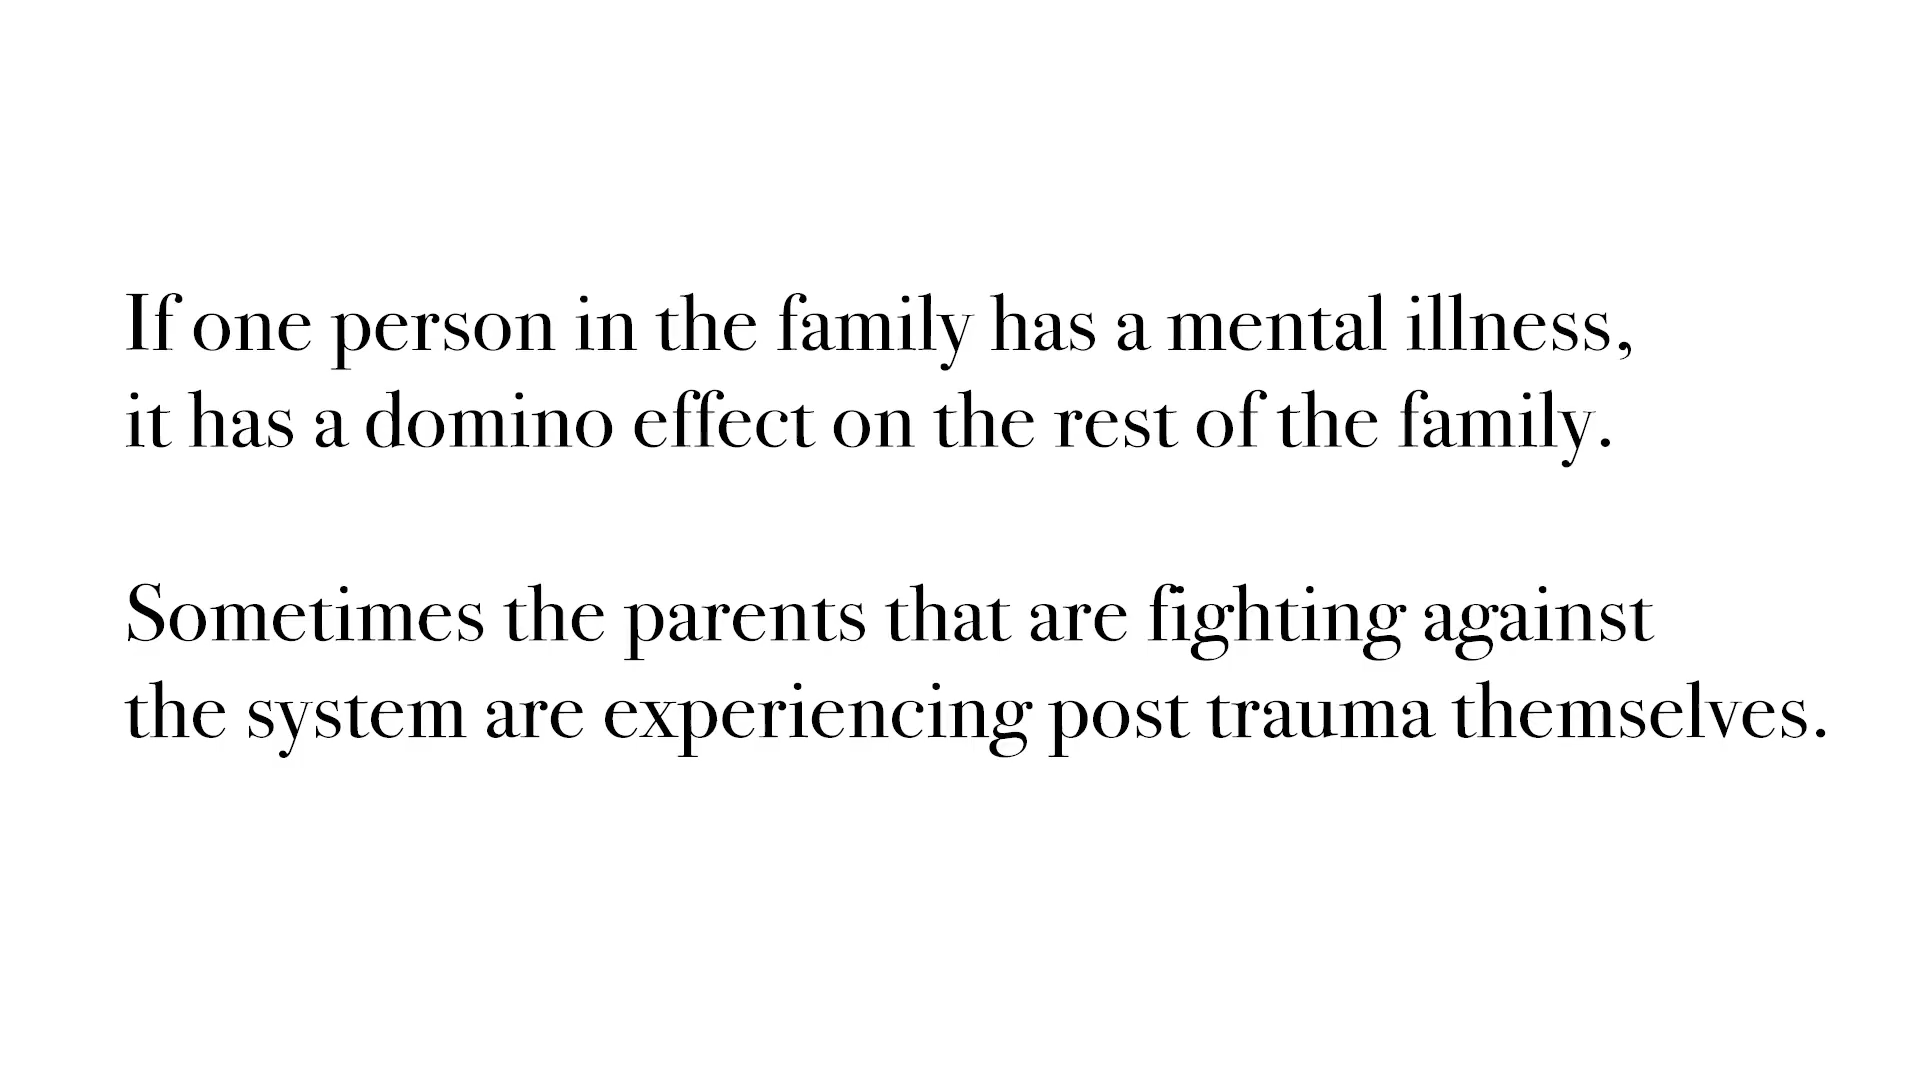 If one person in the family has a mental illness,
it has a domino effect on the rest of the family.
Sometimes the parents that are fighting against
the system are experiencing post trauma themselves.